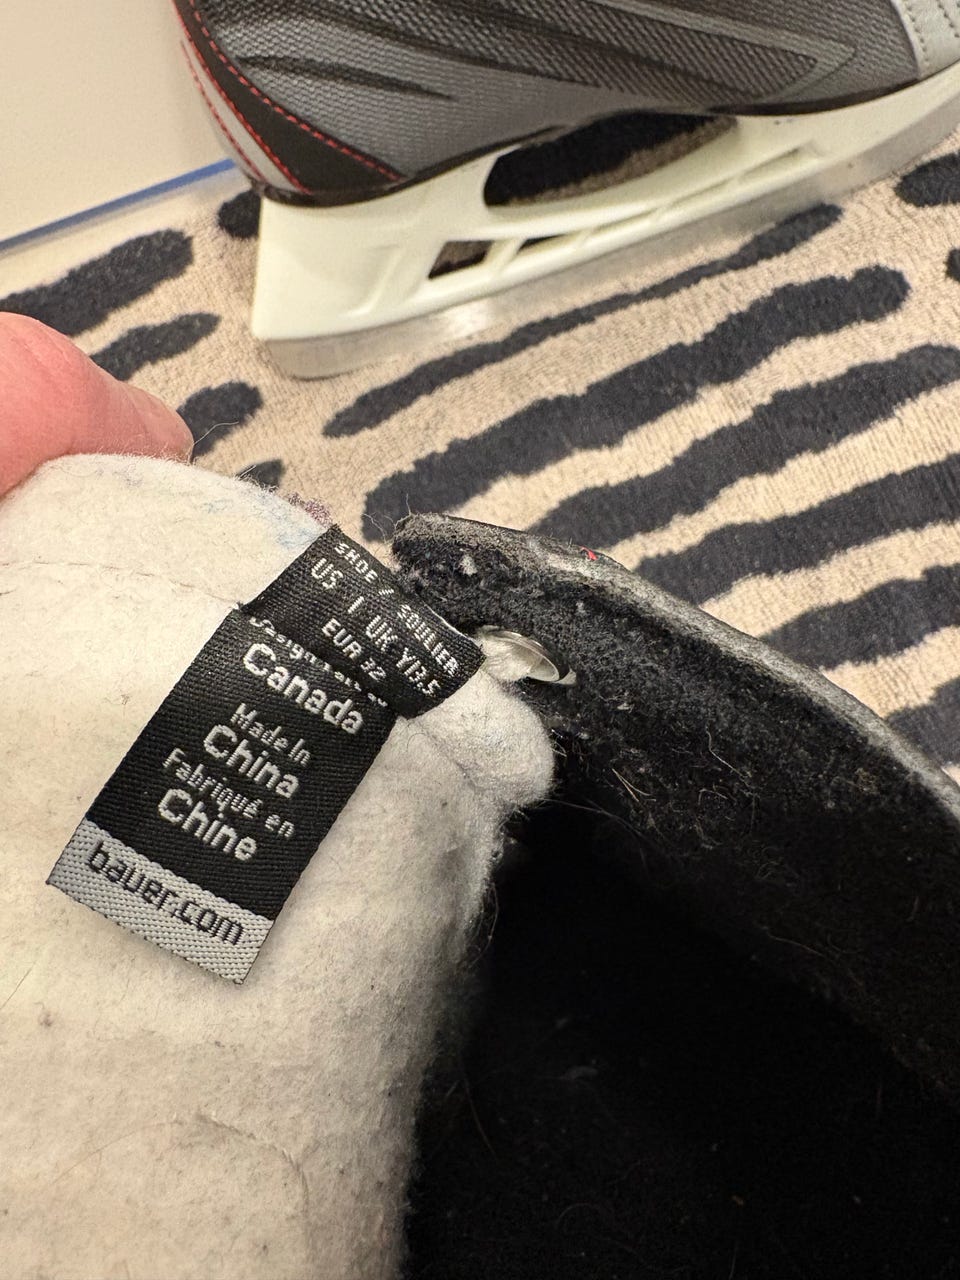 SHOE / SOULIER
US 1 UK Y13.5
EUR 32
Canada
Made In
China
Fabriqué en
Chine
bauer.com